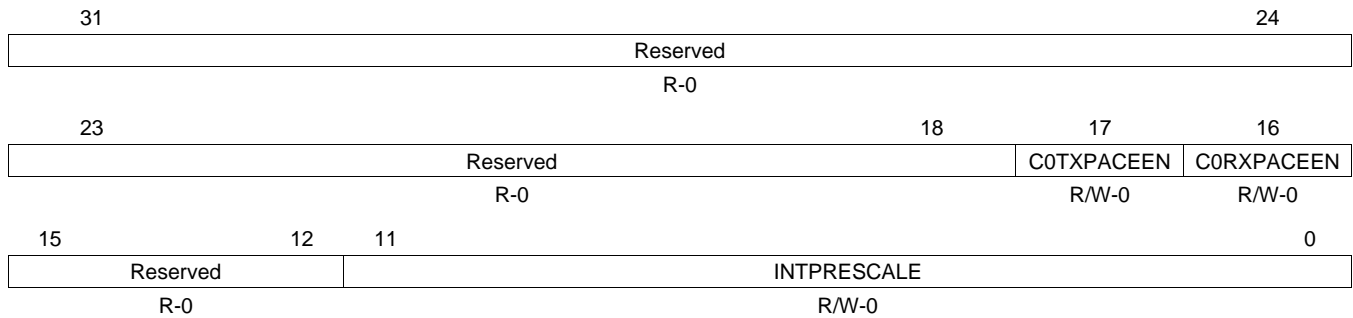 31 24
Reserved
R-0
23 18 17 16
Reserved C0TXPACEEN C0RXPACEEN
R-0 R/W-0 R/W-0
15 12 11 0
Reserved INTPRESCALE
R-0 R/W-0